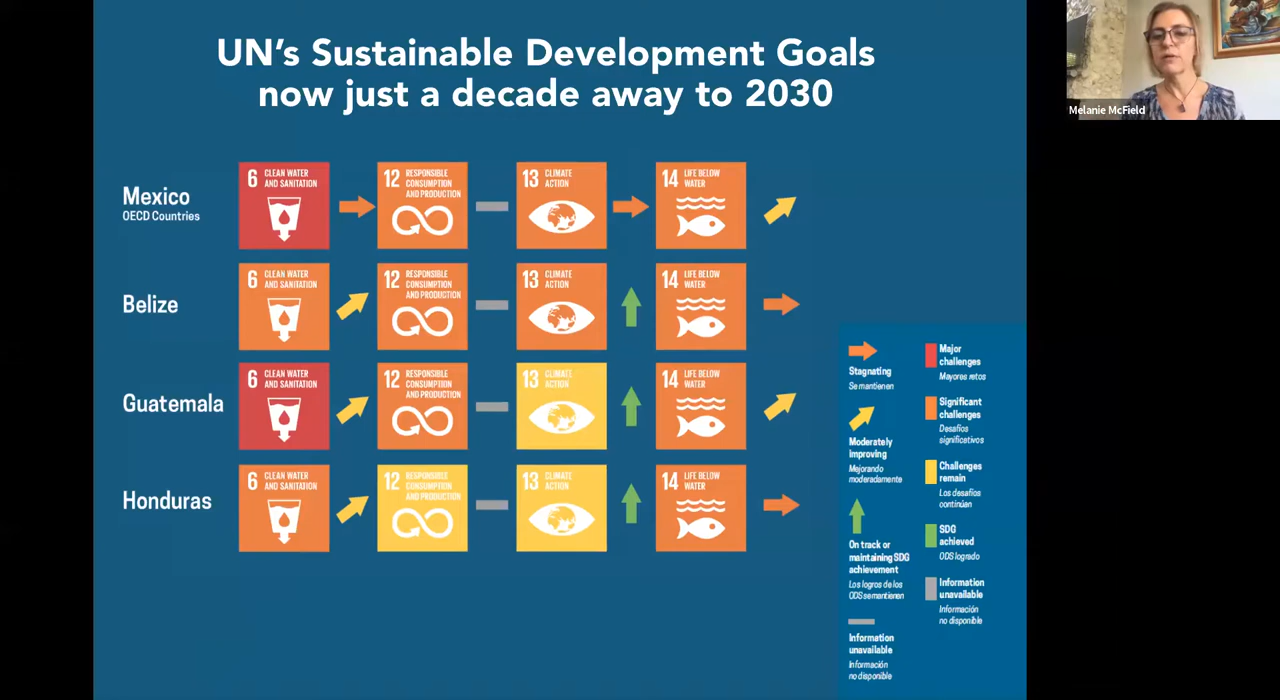 UN's Sustainable Development Goals
now just a decade away to 2030
Melanie McField
Mexico
OECD Countries
6 CLEAN WATER
AND SANITATION
12 RESPONSIBLE
CONSUMPTION
AND PRODUCTION
13 CLIMATE
ACTION
14 LIFE BELOW
WATER
Belize
6 CLEAN WATER
AND SANITATION
12 RESPONSIBLE
CONSUMPTION
AND PRODUCTION
13 CLIMATE
ACTION
14 LIFE BELOW
WATER
Guatemala
6 CLEAN WATER
AND SANITATION
12 RESPONSIBLE
CONSUMPTION
AND PRODUCTION
13 CLIMATE
ACTION
14 LIFE BELOW
WATER
Honduras
6 CLEAN WATER
AND SANITATION
12 RESPONSIBLE
CONSUMPTION
AND PRODUCTION
13 CLIMATE
ACTION
14 LIFE BELOW
WATER
Stagnating
Se mantienen
Moderately
improving
Mejorando
moderadamente
On track or
maintaining SDG
achievement
Los logros de los
ODS se mantienen
Information
unavailable
Información
no disponible
Major
challenges
Mayores retos
Significant
challenges
Desafíos
significativos
Challenges
remain
Los desafíos
continúen
SDG
achieved
ODS logrado
Information
unavailable
Información
no disponible